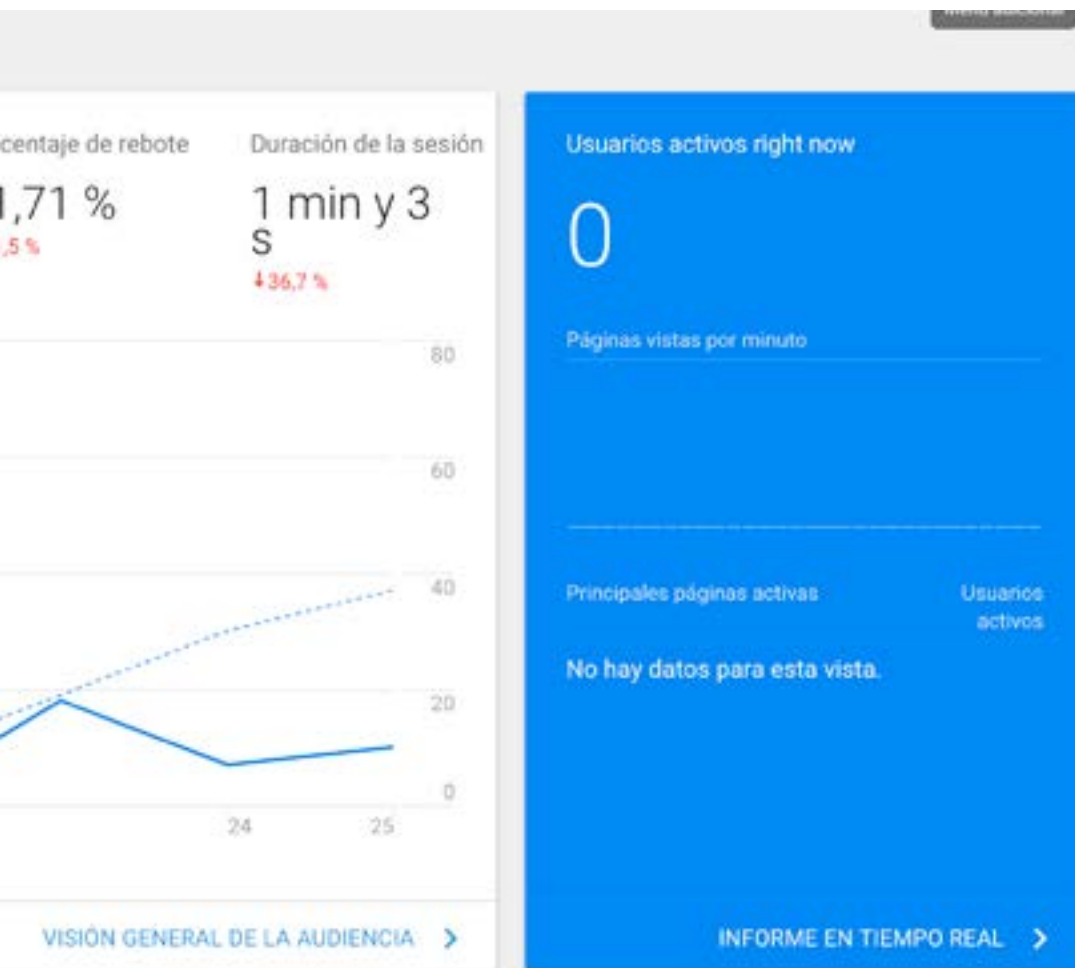 Menú adicional
centaje de rebote
1,71 %
,5 %
Duración de la sesión
1 min y 3
s
↓36,7 %
80
60
40
20
0
24
25
VISIÓN GENERAL DE LA AUDIENCIA
Usuarios activos right now
0
Páginas vistas por minuto
Principales páginas activas
Usuarios
activos
No hay datos para esta vista.
INFORME EN TIEMPO REAL